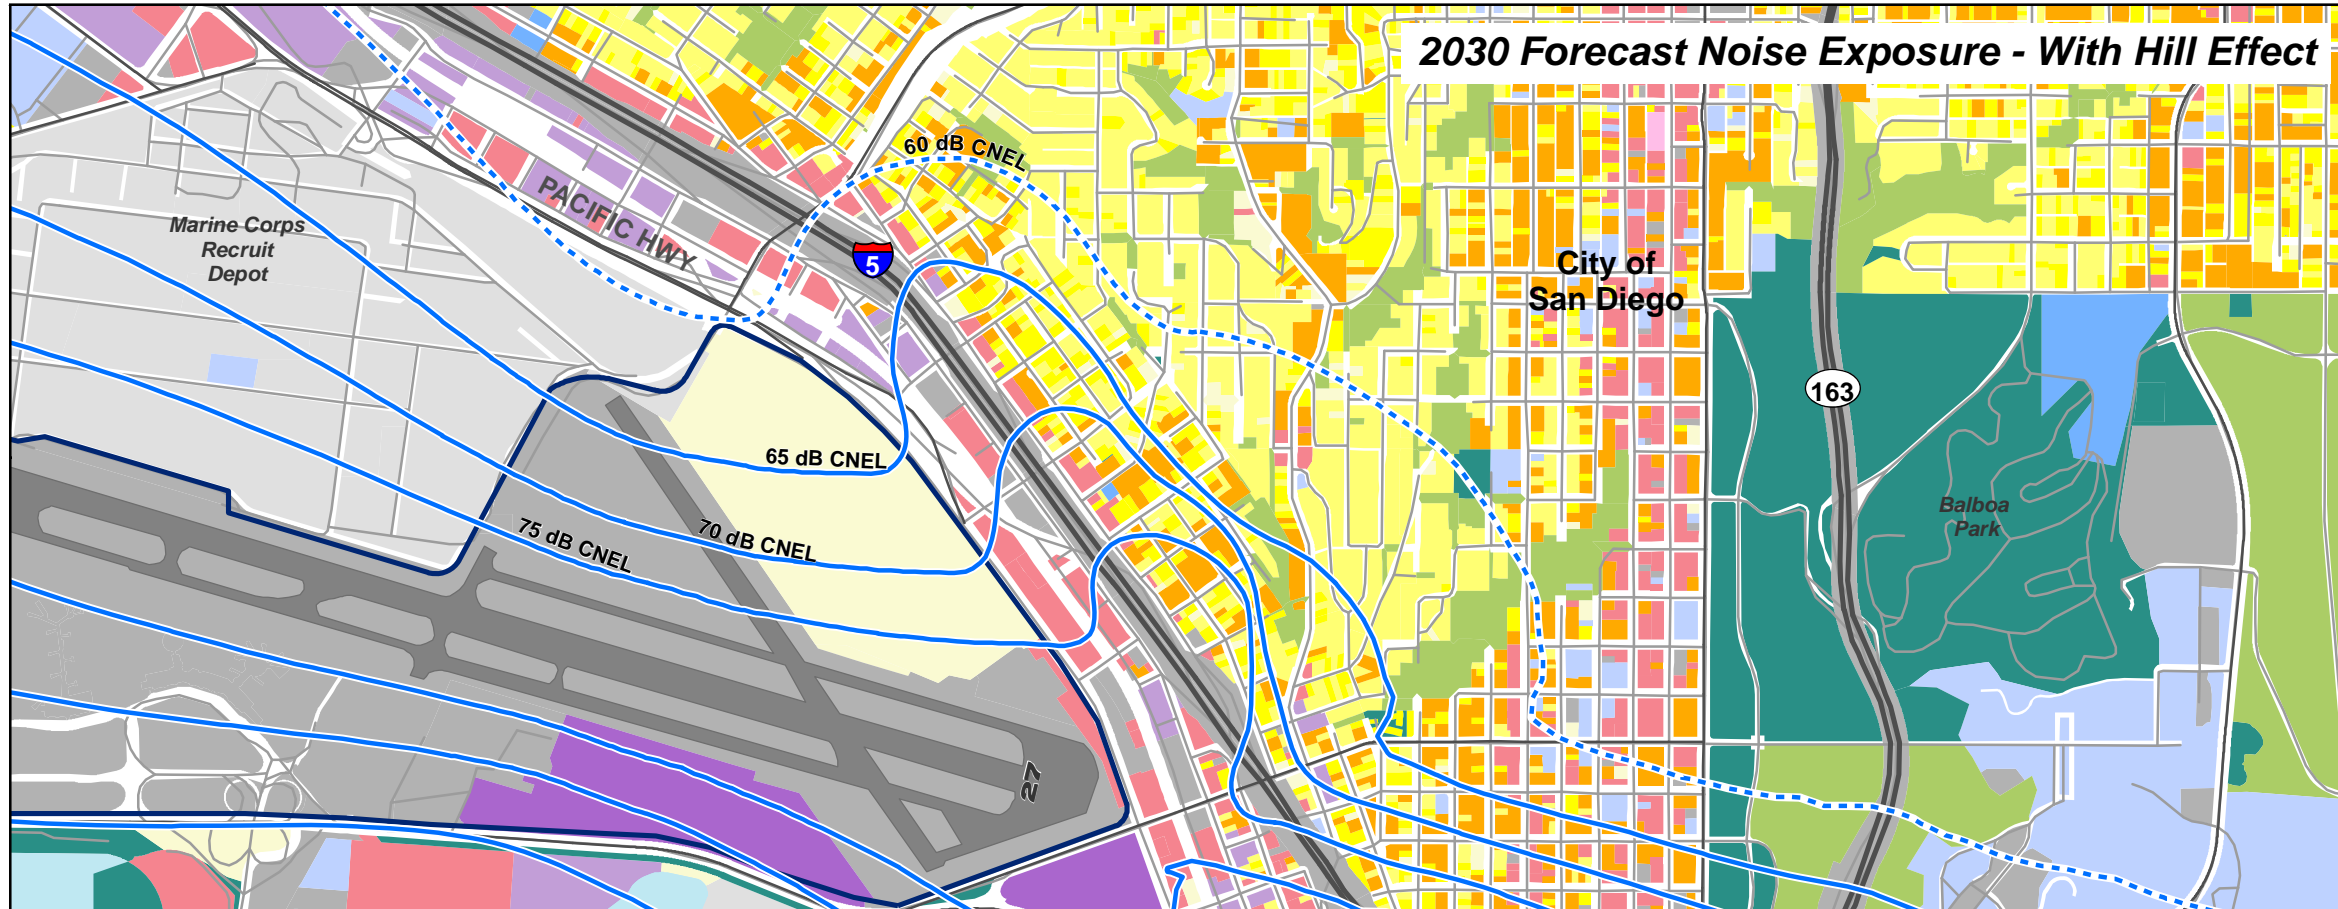 2030 Forecast Noise Exposure - With Hill Effect
60 dB CNEL
PACIFIC HWY
Marine Corps
Recruit
Depot
5
City of
San Diego
163
65 dB CNEL
70 dB CNEL
75 dB CNEL
Balboa
Park
27